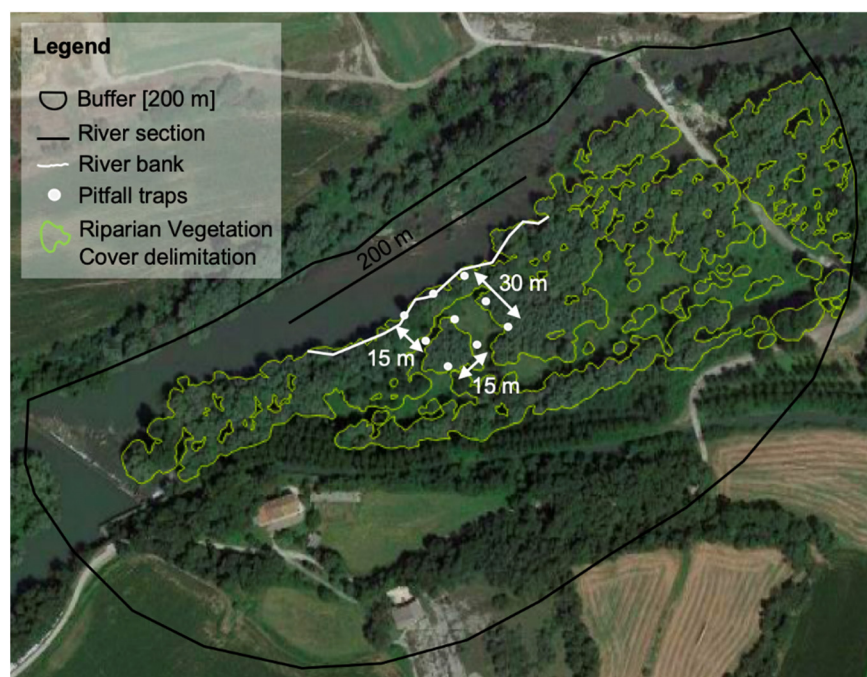 Legend
Buffer [200 m]
River section
River bank
Pitfall traps
Riparian Vegetation
Cover delimitation
200 m
30 m
15 m
15 m